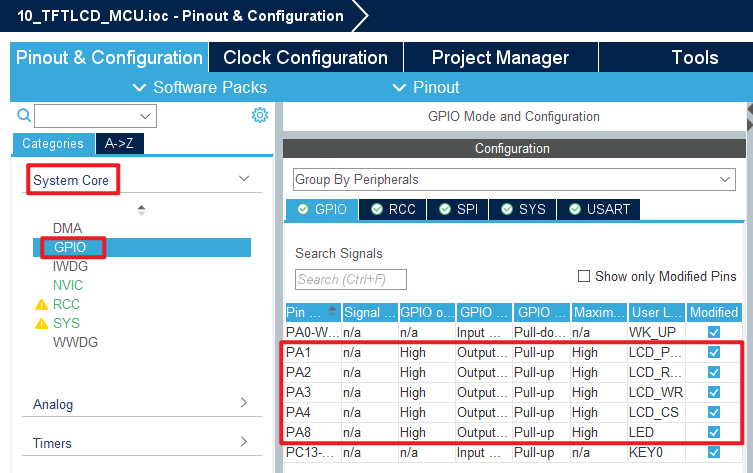 10_TFTLCD_MCU.ioc - Pinout & Configuration
Pinout & Configuration Clock Configuration Project Manager Tools
Software Packs Pinout
GPIO Mode and Configuration
Categories A->Z
Configuration
System Core
Group By Peripherals
GPIO RCC SPI SYS USART
DMA
GPIO
IWDG
NVIC
RCC
SYS
WWDG
Analog
Timers
Search Signals
Search (Ctrl+F)
Show only Modified Pins
Pin ... Signal ... GPIO o... GPIO ... GPIO ... Maxim... User L... Modified
PA0-W... n/a n/a Input ... Pull-do... n/a WK_UP
PA1 n/a High Output... Pull-up High LCD_P...
PA2 n/a High Output... Pull-up High LCD_R...
PA3 n/a High Output... Pull-up High LCD_WR
PA4 n/a High Output... Pull-up High LCD_CS
PA8 n/a High Output... Pull-up High LED
PC13-... n/a n/a Input ... Pull-up n/a KEY0